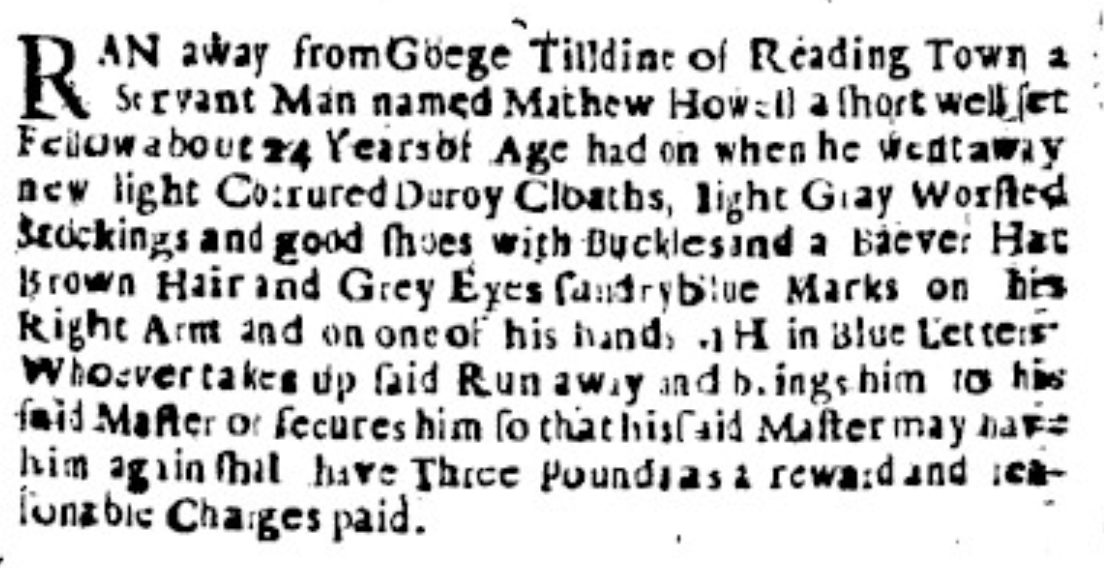 RAN away from Göege Tilldine of Reading Town a
Servant Man named Mathew Howell a ſhort well ſet
Fellow about 24 Years of Age had on when he went away
new light Duroy Cloaths, light Gray Worſted
Stockings and good ſhoes with Buckles and a Baever Hat
Brown Hair and Grey Eyes ſundry blue Marks on his
Right Arm and on one of his hands H in Blue Letters
Whoever takes up ſaid Run away and brings him to his
ſaid Maſter or ſecures him ſo that his ſaid Maſter may have
him again ſhal have Three Pounds as a reward and rea-
ſonable Charges paid.